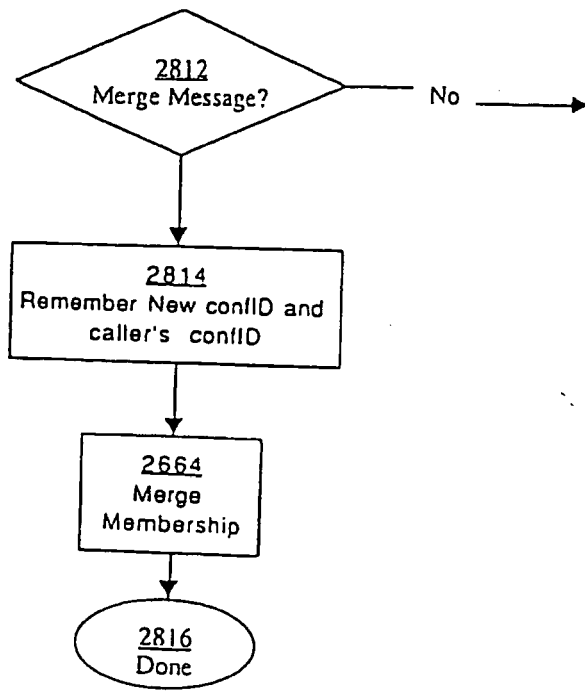 2812
Merge Message?
No
2814
Remember New confID and
caller's confID
2664
Merge
Membership
2816
Done